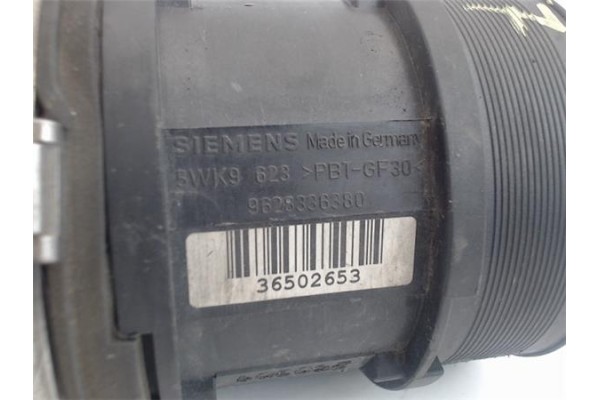 SIEMENS Made in Germany
5WK9 623 >PBT-GF30<
9628336380
36502653